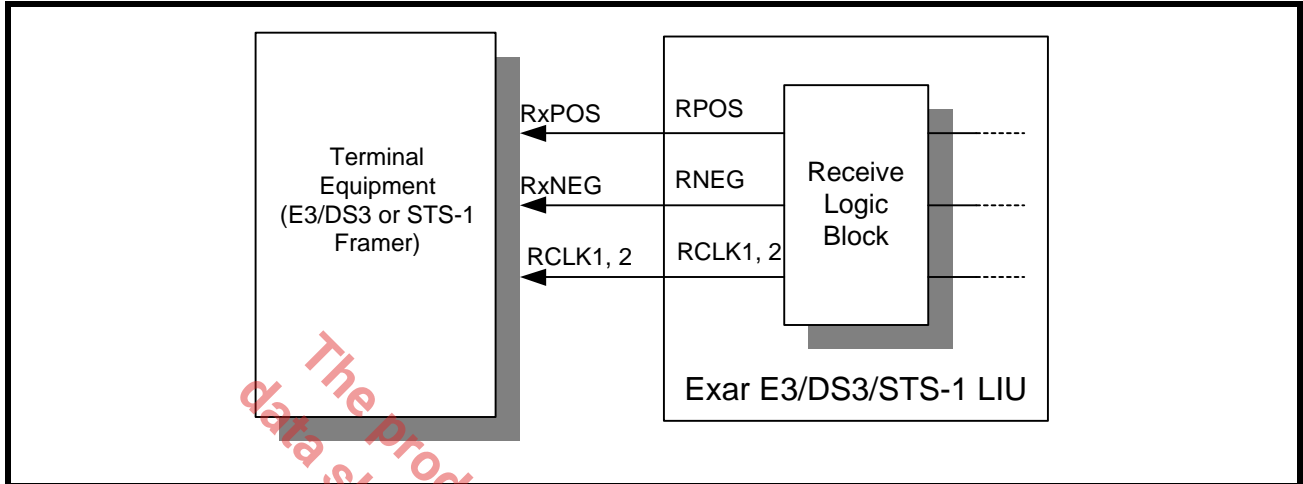 Terminal
Equipment
(E3/DS3 or STS-1
Framer)
RxPOS
RxNEG
RCLK1, 2
RPOS
RNEG
RCLK1, 2
Receive
Logic
Block
Exar E3/DS3/STS-1 LIU
The
data